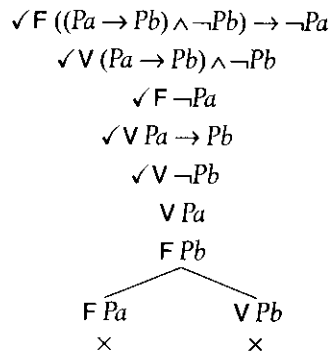 ✓ F ((Pa → Pb) ∧ ¬Pb) → ¬Pa
✓ V (Pa → Pb) ∧ ¬Pb
✓ F ¬Pa
✓ V Pa → Pb
✓ V ¬Pb
V Pa
F Pb
F Pa V Pb
× ×